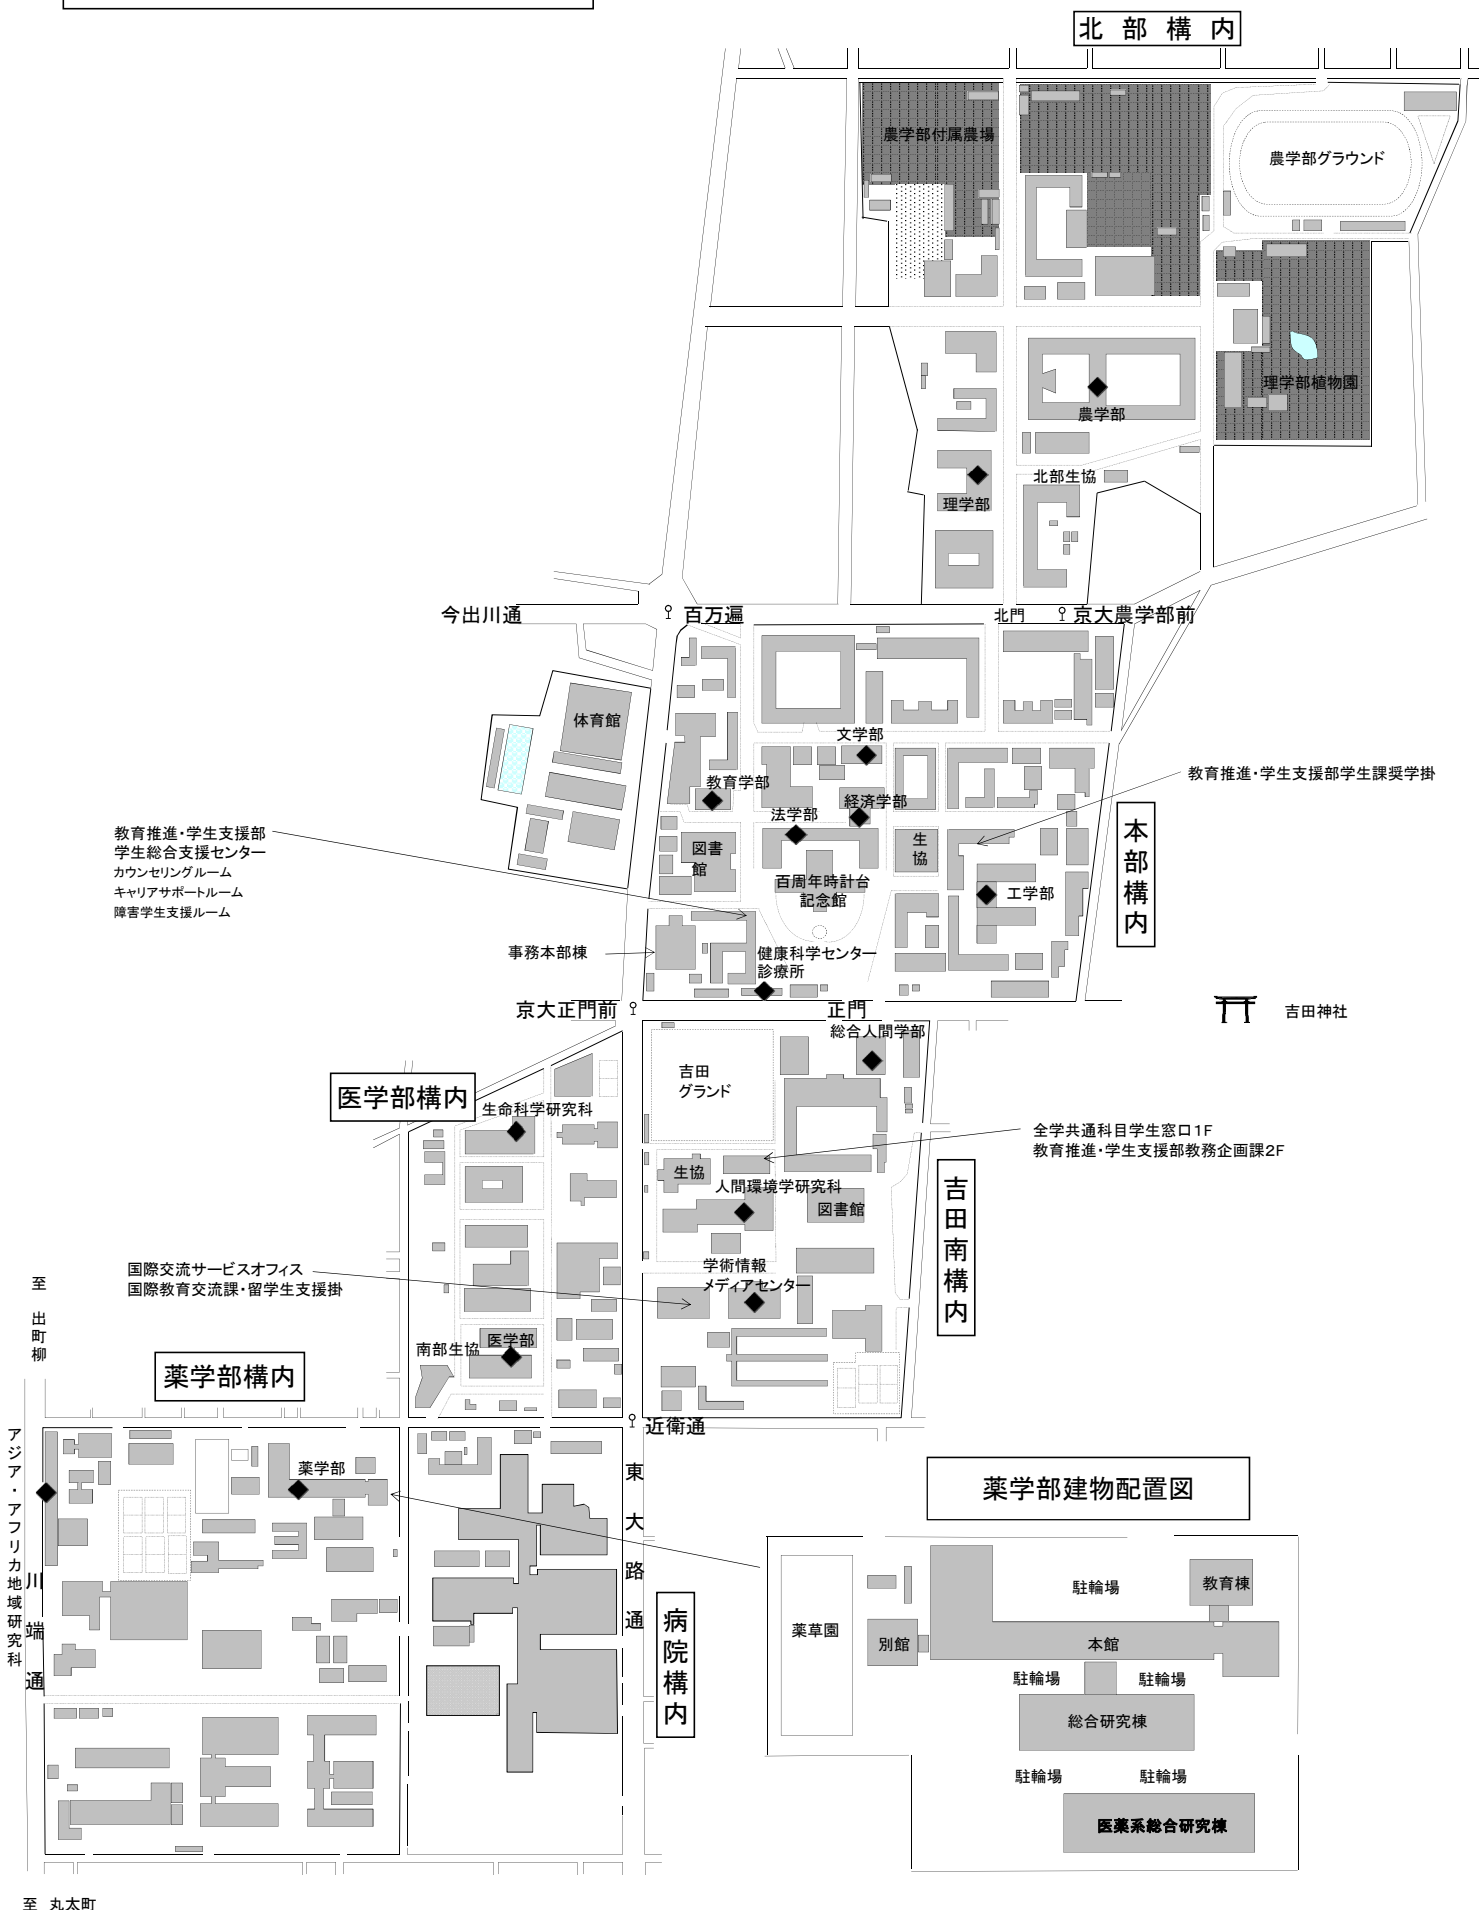 北部構内
農学部付属農場
農学部グラウンド
理学部植物園
農学部
北部生協
理学部
今出川通
百万遍
北門
京大農学部前
体育館
文学部
教育学部
経済学部
法学部
教育推進・学生支援部学生課奨学掛
本部構内
教育推進・学生支援部
学生総合支援センター
カウンセリングルーム
キャリアサポートルーム
障害学生支援ルーム
図書
館
生
協
百周年時計台
記念館
工学部
事務本部棟
健康科学センター
診療所
京大正門前
正門
吉田神社
総合人間学部
吉田
グランド
医学部構内
生命科学研究科
全学共通科目学生窓口1F
教育推進・学生支援部教務企画課2F
生協
人間環境学研究科
図書館
吉田南構内
学術情報
メディアセンター
国際交流サービスオフィス
国際教育交流課・留学生支援掛
至 出町柳
医学部
南部生協
薬学部構内
近衛通
アジア・アフリカ地域研究科
薬学部
東大路通
川端通
病院構内
薬学部建物配置図
駐輪場
教育棟
薬草園
別館
本館
駐輪場
駐輪場
総合研究棟
駐輪場
駐輪場
医薬系総合研究棟
至 丸太町